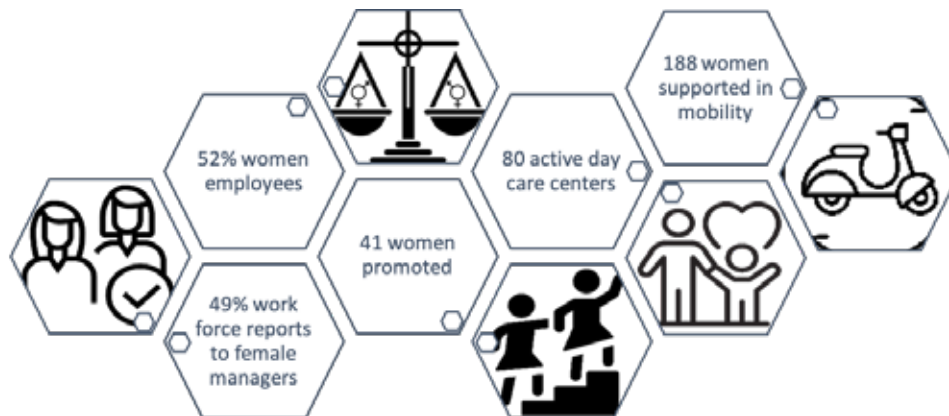 52% women
employees
49% work
force reports
to female
managers
41 women
promoted
80 active day
care centers
188 women
supported in
mobility